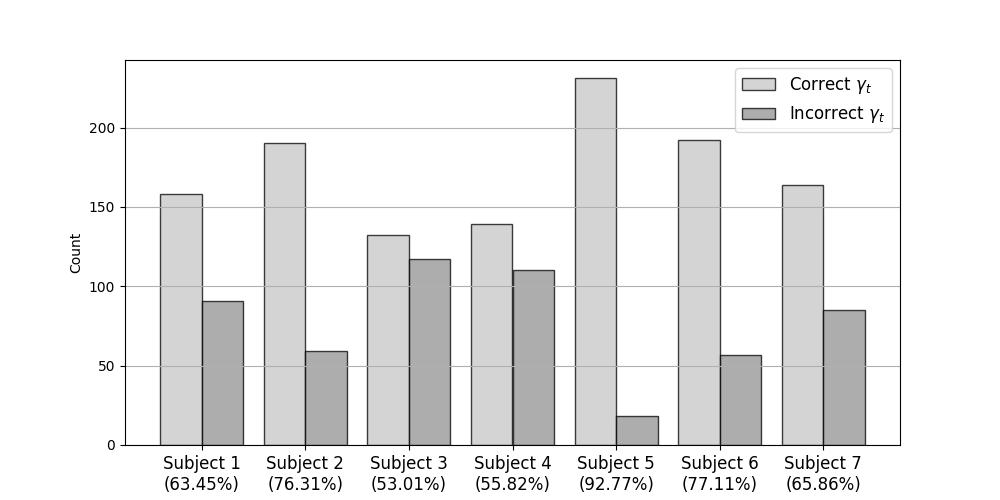 Correct γt
Incorrect γt
Count
200
150
100
50
0
Subject 1 Subject 2 Subject 3 Subject 4 Subject 5 Subject 6 Subject 7
(63.45%) (76.31%) (53.01%) (55.82%) (92.77%) (77.11%) (65.86%)